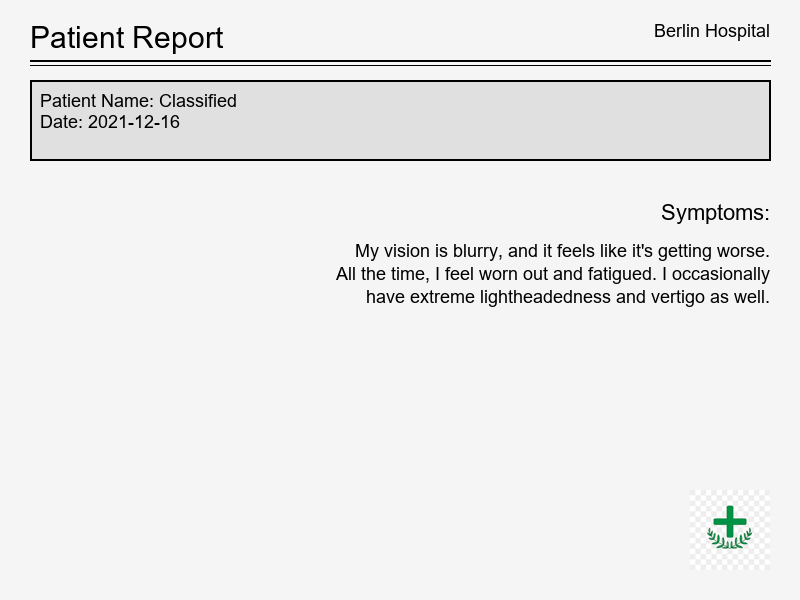 Patient Report
Berlin Hospital
Patient Name: Classified
Date: 2021-12-16
Symptoms:
My vision is blurry, and it feels like it's getting worse.
All the time, I feel worn out and fatigued. I occasionally
have extreme lightheadedness and vertigo as well.